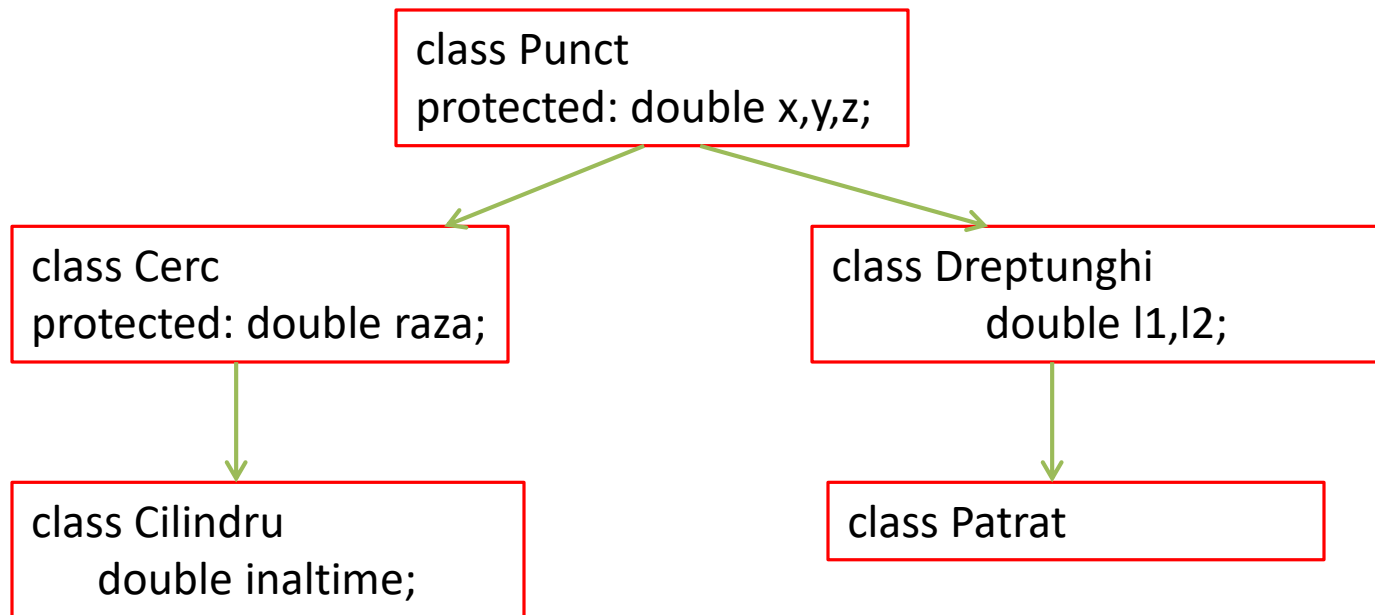 class Punct
protected: double x,y,z;
class Cerc
protected: double raza;
class Dreptunghi
double l1,l2;
class Cilindru
double inaltime;
class Patrat